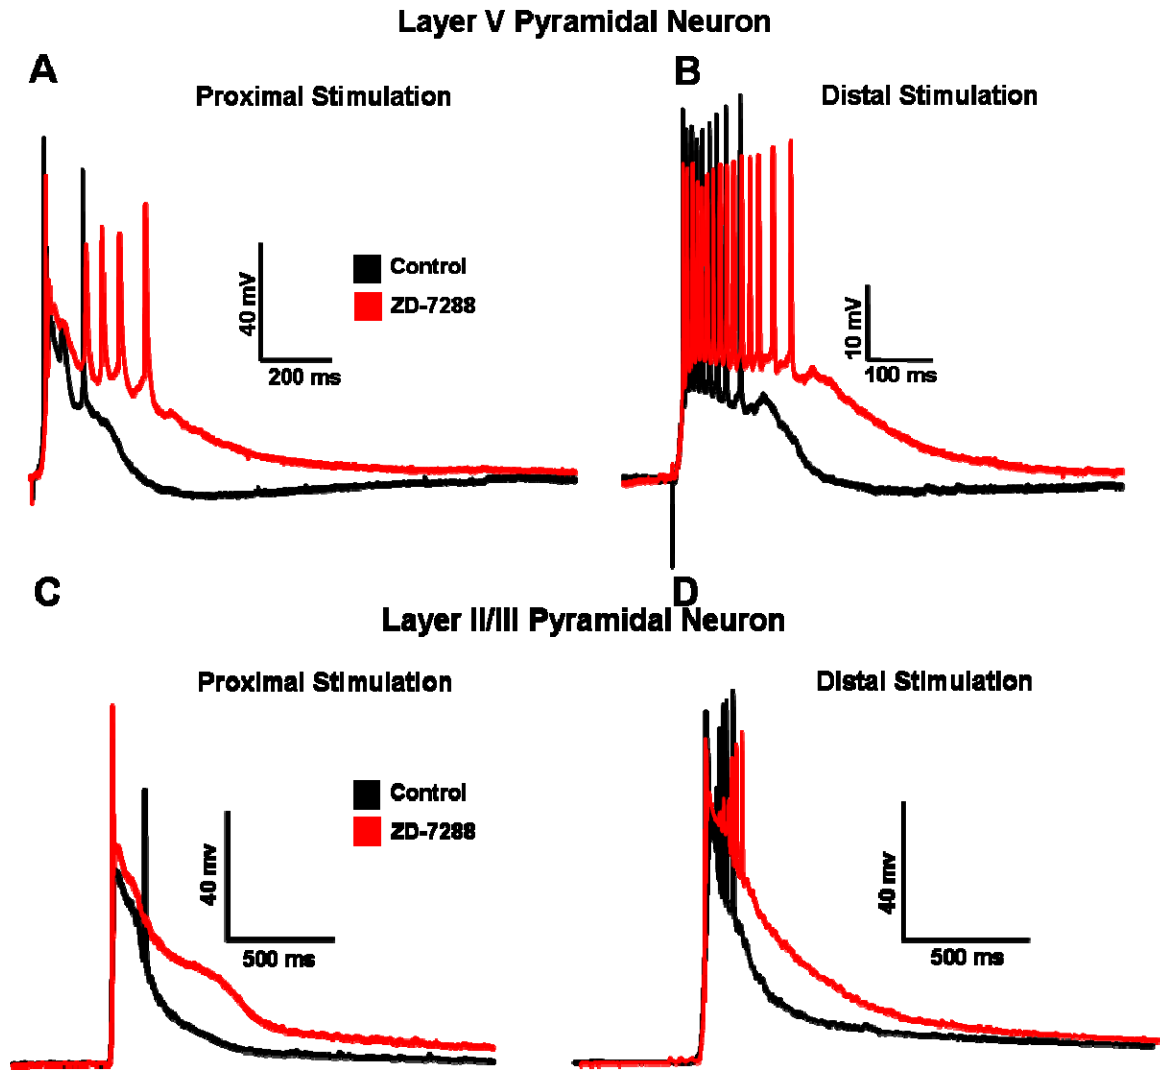 Layer V Pyramidal Neuron
A
B
Proximal Stimulation
Distal Stimulation
Control
ZD-7288
40 mV
200 ms
10 mV
100 ms
C
D
Layer II/III Pyramidal Neuron
Proximal Stimulation
Distal Stimulation
Control
ZD-7288
40 mv
500 ms
40 mv
500 ms